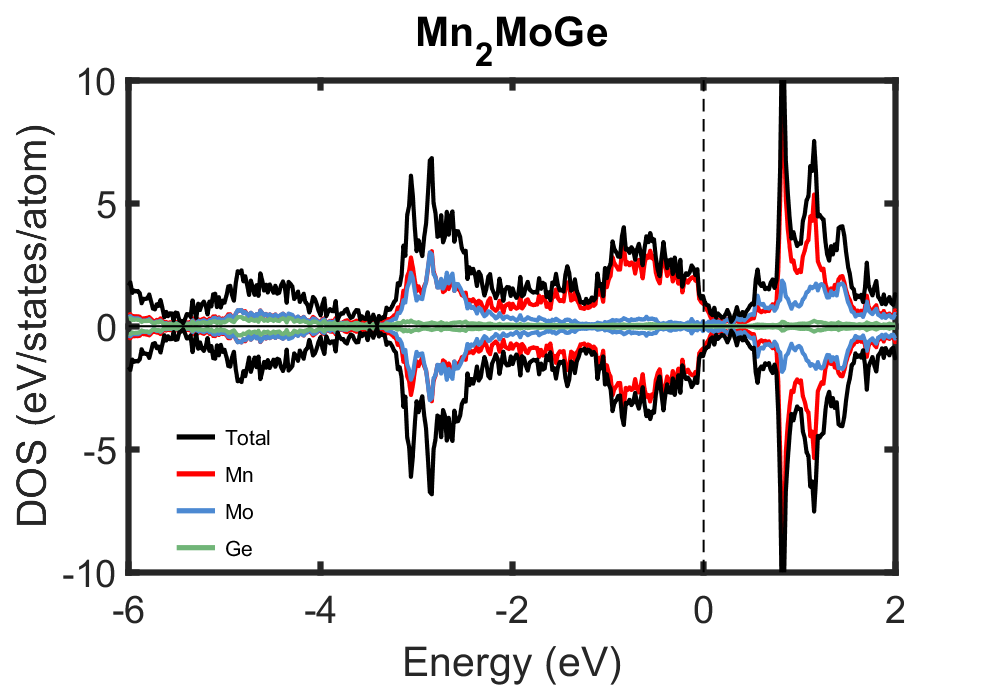 Mn₂MoGe
10
5
0
-5
-10
DOS (eV/states/atom)
Total
Mn
Mo
Ge
-6 -4 -2 0 2
Energy (eV)